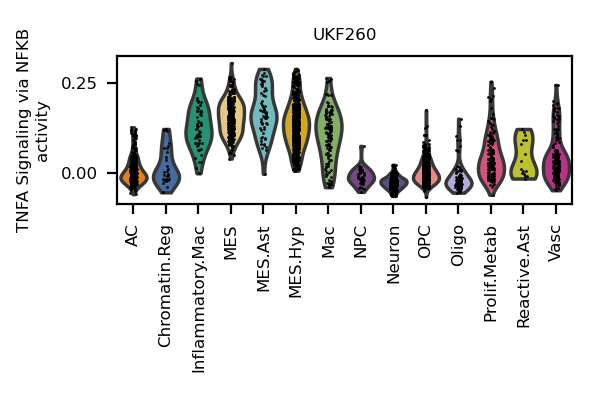 UKF260
TNFA Signaling via NFKB
activity
0.25
0.00
AC
Chromatin.Reg
Inflammatory.Mac
MES
MES.Ast
MES.Hyp
Mac
NPC
Neuron
OPC
Oligo
Prolif.Metab
Reactive.Ast
Vasc